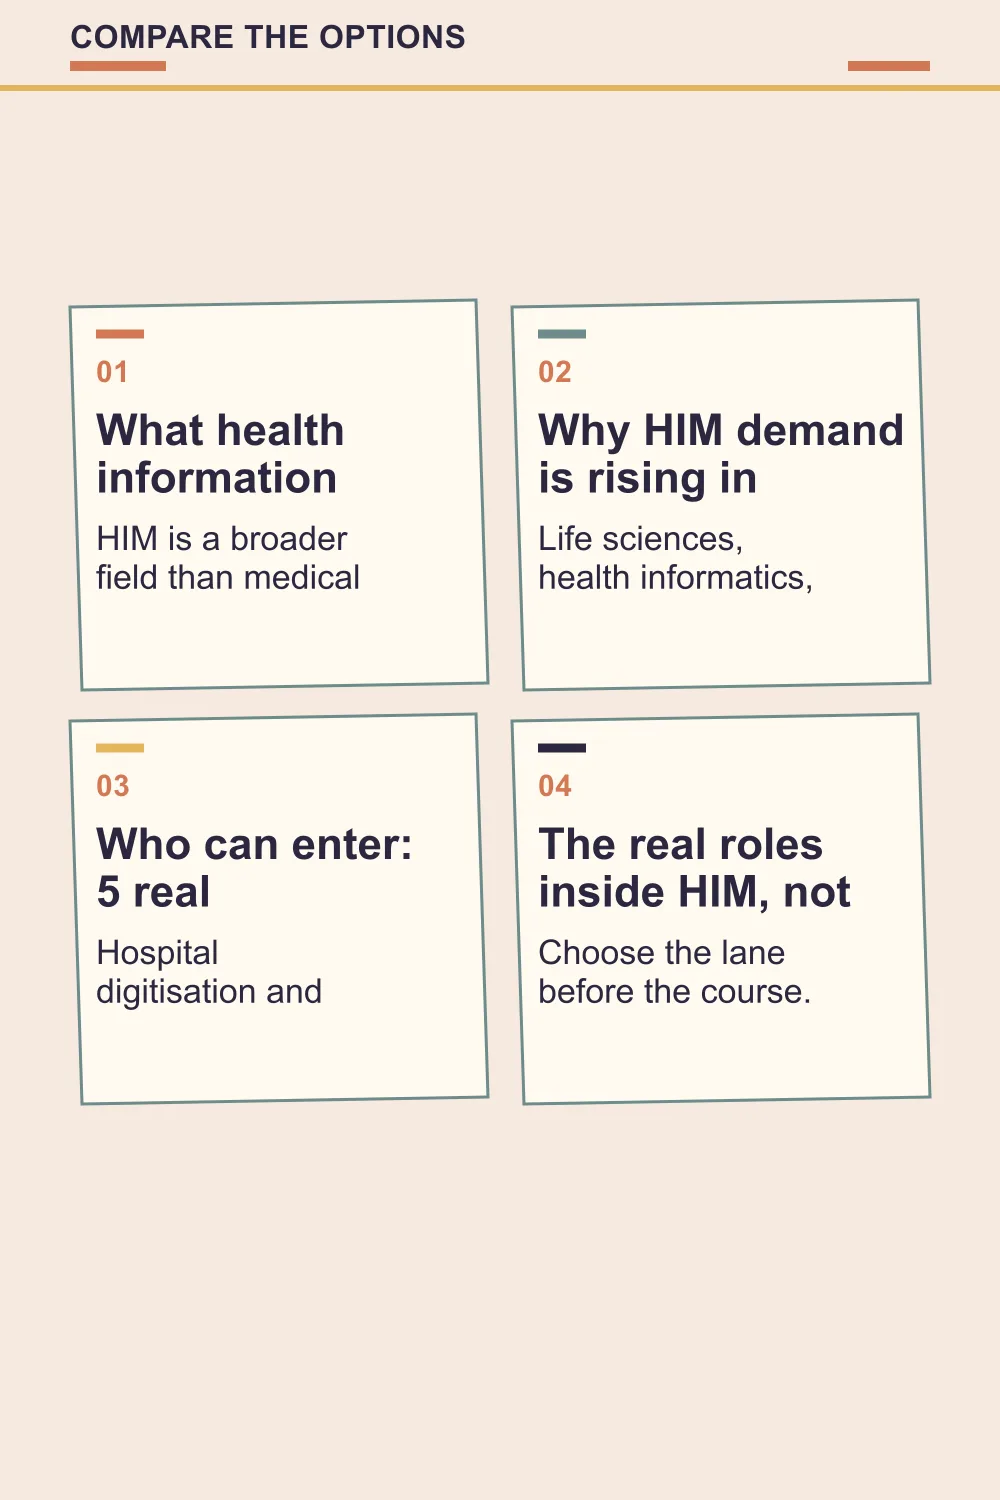 COMPARE THE OPTIONS
01
What health
information
HIM is a broader
field than medical
02
Why HIM demand
is rising in
Life sciences,
health informatics,
03
Who can enter:
5 real
Hospital
digitisation and
04
The real roles
inside HIM, not
Choose the lane
before the course.